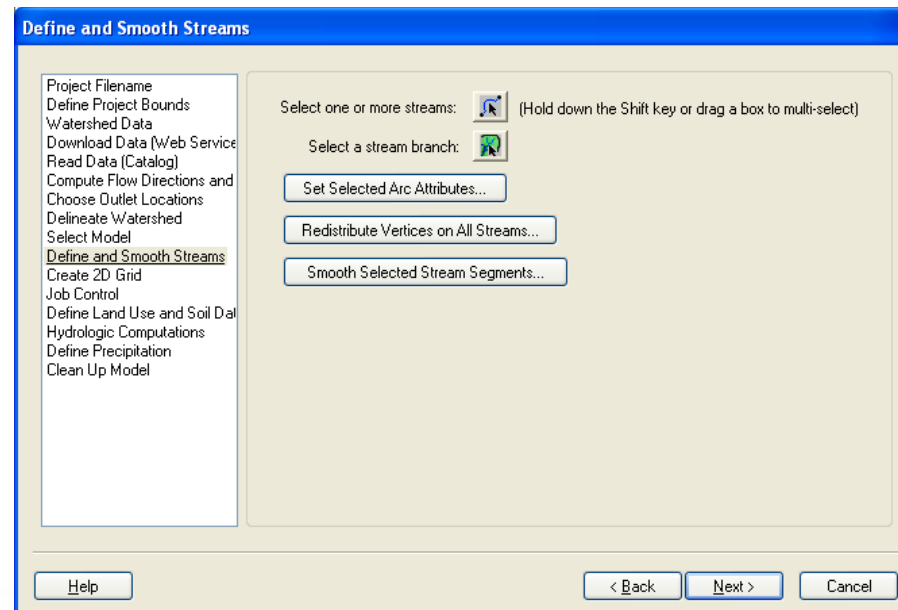 Define and Smooth Streams
Project Filename
Define Project Bounds
Watershed Data
Download Data (Web Service
Read Data (Catalog)
Compute Flow Directions and
Choose Outlet Locations
Delineate Watershed
Select Model
Define and Smooth Streams
Create 2D Grid
Job Control
Define Land Use and Soil Dat
Hydrologic Computations
Define Precipitation
Clean Up Model
Select one or more streams: (Hold down the Shift key or drag a box to multi-select)
Select a stream branch:
Set Selected Arc Attributes...
Redistribute Vertices on All Streams...
Smooth Selected Stream Segments...
Help
< Back
Next >
Cancel